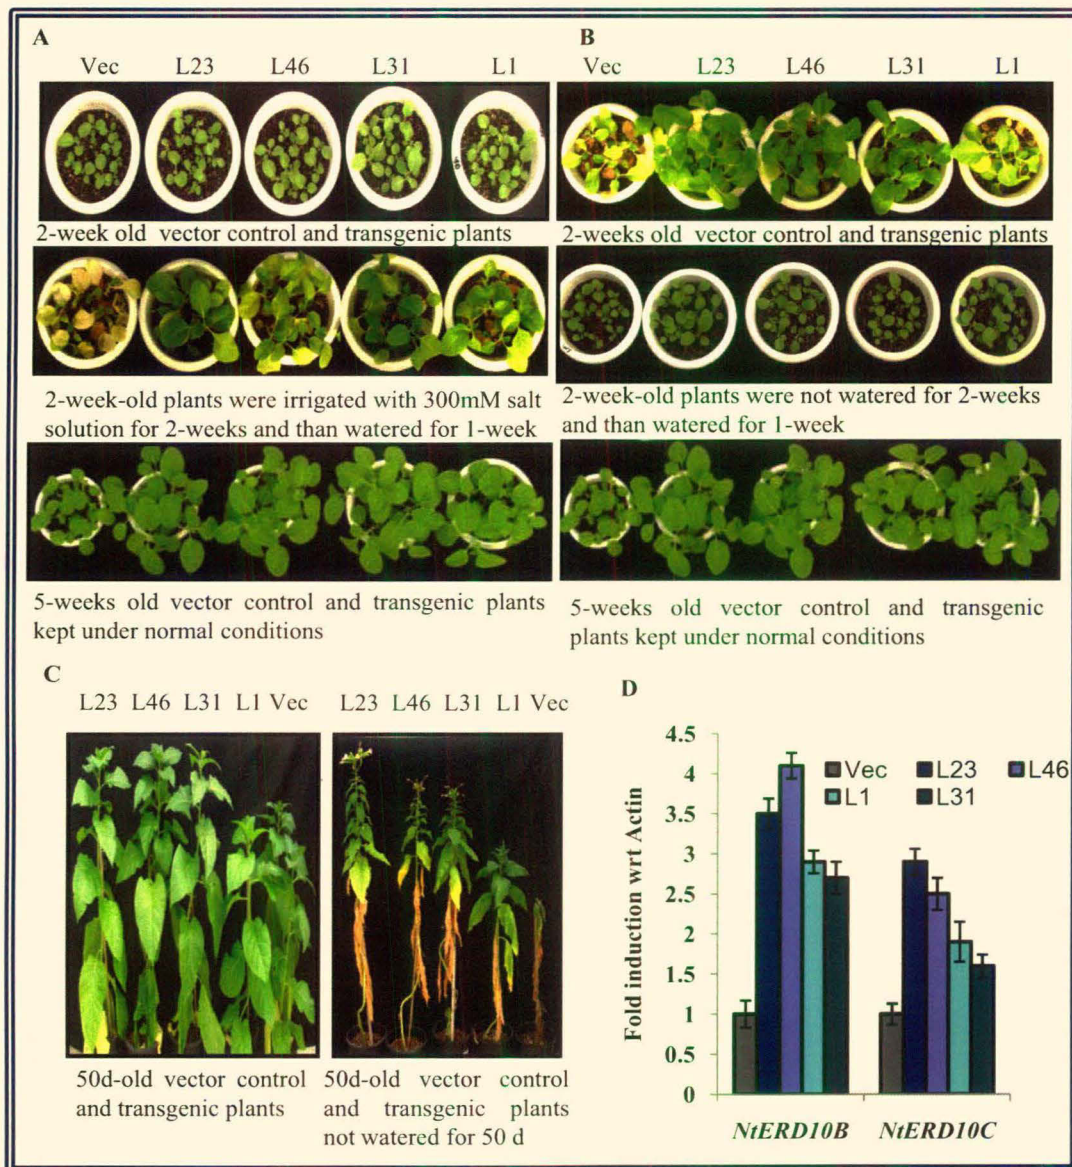 A
Vec L23 L46 L31 L1
2-week old vector control and transgenic plants
2-week-old plants were irrigated with 300mM salt
solution for 2-weeks and than watered for 1-week
5-weeks old vector control and transgenic plants
kept under normal conditions
B
Vec L23 L46 L31 L1
2-weeks old vector control and transgenic plants
2-week-old plants were not watered for 2-weeks
and than watered for 1-week
5-weeks old vector control and transgenic
plants kept under normal conditions
C
L23 L46 L31 L1 Vec
L23 L46 L31 L1 Vec
50d-old vector control
and transgenic plants
50d-old vector control
and transgenic plants
not watered for 50 d
D
Fold induction wrt Actin
4.5
4
3.5
3
2.5
2
1.5
1
0.5
0
Vec L23 L46
L1 L31
NtERD10B NtERD10C